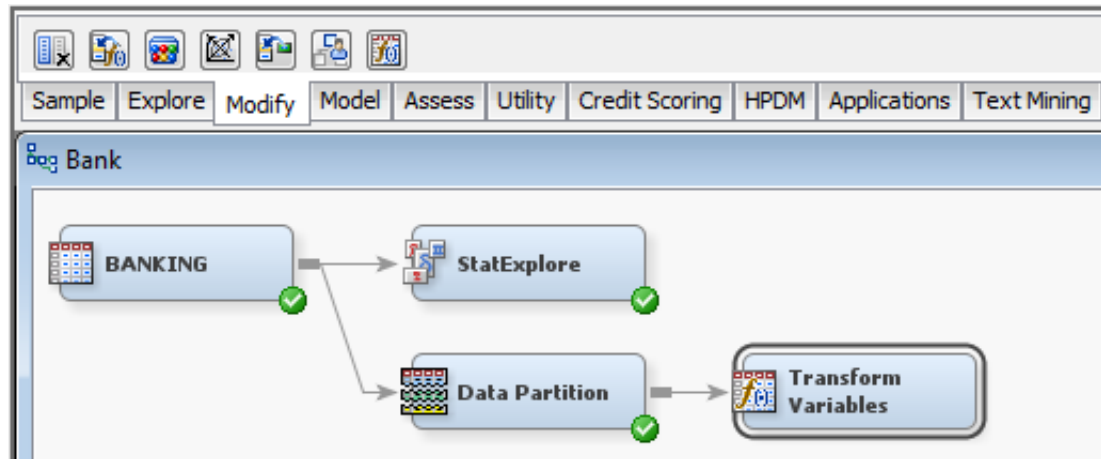 Sample Explore Modify Model Assess Utility Credit Scoring HPDM Applications Text Mining
Bank
BANKING
StatExplore
Data Partition
Transform
Variables